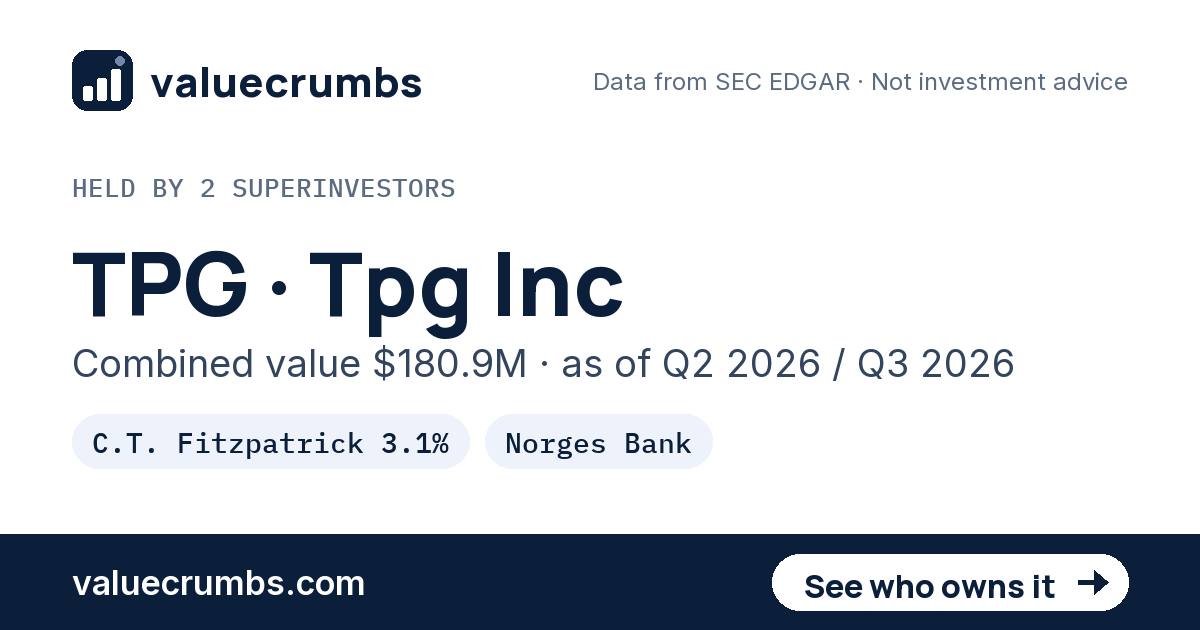 valuecrumbs
Data from SEC EDGAR · Not investment advice
HELD BY 2 SUPERINVESTORS
TPG · Tpg Inc
Combined value $180.9M · as of Q2 2026 / Q3 2026
C.T. Fitzpatrick 3.1%
Norges Bank
valuecrumbs.com
See who owns it →